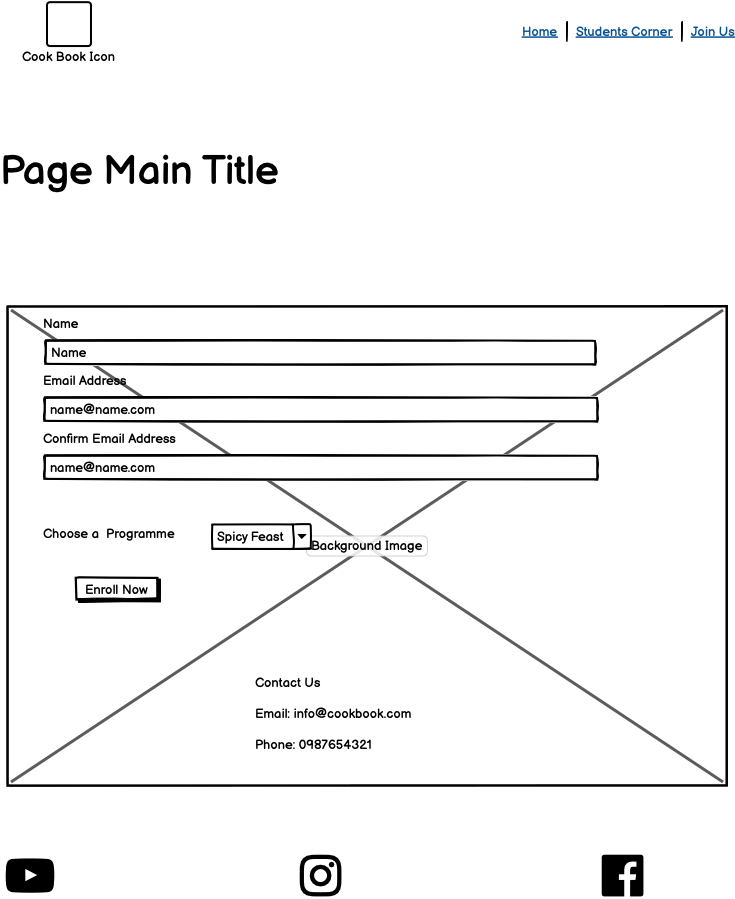 Cook Book Icon
Home
Students Corner
Join Us
Page Main Title
Name
Name
Email Address
name@name.com
Confirm Email Address
name@name.com
Choose a Programme
Spicy Feast
Background Image
Enroll Now
Contact Us
Email: info@cookbook.com
Phone: 0987654321